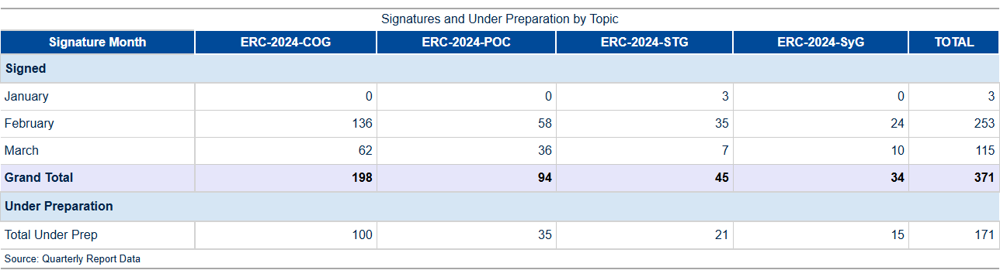 Signatures and Under Preparation by Topic
Signature Month ERC-2024-COG ERC-2024-POC ERC-2024-STG ERC-2024-SyG TOTAL
Signed
January 0 0 3 0 3
February 136 58 35 24 253
March 62 36 7 10 115
Grand Total 198 94 45 34 371
Under Preparation
Total Under Prep 100 35 21 15 171
Source: Quarterly Report Data